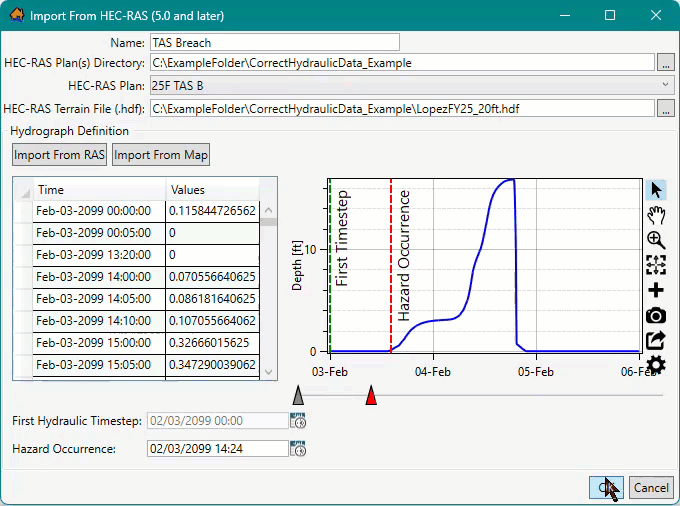 Import From HEC-RAS (5.0 and later)
Name: TAS Breach
HEC-RAS Plan(s) Directory: C:\ExampleFolder\CorrectHydraulicData_Example ...
HEC-RAS Plan: 25F TAS B
HEC-RAS Terrain File (.hdf): C:\ExampleFolder\CorrectHydraulicData_Example\LopezFY25_20ft.hdf ...
Hydrograph Definition
Import From RAS Import From Map
Time Values
Feb-03-2099 00:00:00 0.115844726562
Feb-03-2099 00:05:00 0
Feb-03-2099 13:20:00 0
Feb-03-2099 14:00:00 0.070556640625
Feb-03-2099 14:05:00 0.086181640625
Feb-03-2099 14:10:00 0.107055664062
Feb-03-2099 15:00:00 0.32666015625
Feb-03-2099 15:05:00 0.347290039062
Depth [ft]
10
0
First Timestep
Hazard Occurrence
03-Feb 04-Feb 05-Feb 06-Feb
First Hydraulic Timestep: 02/03/2099 00:00
Hazard Occurrence: 02/03/2099 14:24
Cancel